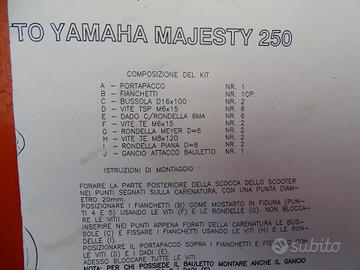 TO YAMAHA MAJESTY 250
COMPOSIZIONE DEL KIT
A - PORTAPACCO NR. 1
B - FIANCHETTI NR. 1CP.
C - BUSSOLA D16x100 NR. 2
D - VITE TSP M6x15 NR. 6
E - DADO C/RONDELLA 6MA NR. 6
F - VITE TE M6x15 NR. 2
G - RONDELLA MEYER D=6 NR. 2
H - VITE TE M8x120 NR. 2
I - RONDELLA PIANA D=8 NR. 2
J - GANCIO ATTACCO BAULETTO NR. 1
ISTRUZIONI DI MONTAGGIO
FORARE LA PARTE POSTERIORE DELLA SCOCCA DELLO SCOOTER
NEI PUNTI SEGNATI SULLA CARENATURA, CON UNA PUNTA DIAM-
ETRO 20mm.
POSIZIONARE I FIANCHETTI (B) COME MOSTARTO IN FIGURA (PUN-
TI 4 E 5) USANDO LE VITI (F) E LE RONDELLE (G). NON BLOCCA-
RE LE VITI!
INSERIRE NEI PUNTI APPENA FORATI DELLA CARENATURA LE BUS-
SOLE (C) E FISSARE I FIANCHETTI USANDO LE VITI (H) E LE RON-
DELLE (I).
POSIZIONARE IL PORTAPACCO SOPRA I FIANCHETTI E FISSARE CON
(D) E I DADI (E).
ADESSO BLOCCARE TUTTE LE VITI
NOTA: PER CHI POSSIEDE IL BAULETTO MONTARE ANCHE IL GANCIO
subito